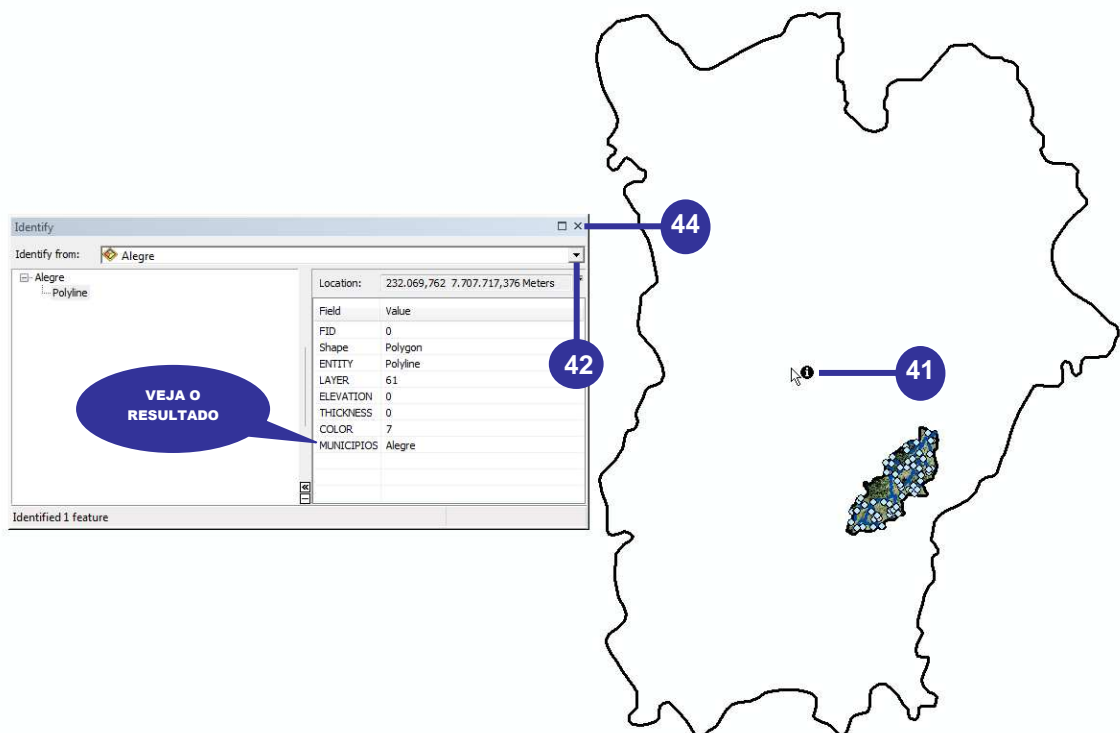 Identify
44
Identify from: Alegre
Alegre
Polyline
Location: 232.069,762 7.707.717,376 Meters
Field Value
FID 0
Shape Polygon
ENTITY Polyline
LAYER 61
ELEVATION 0
THICKNESS 0
COLOR 7
MUNICIPIOS Alegre
42
41
VEJA O
RESULTADO
Identified 1 feature